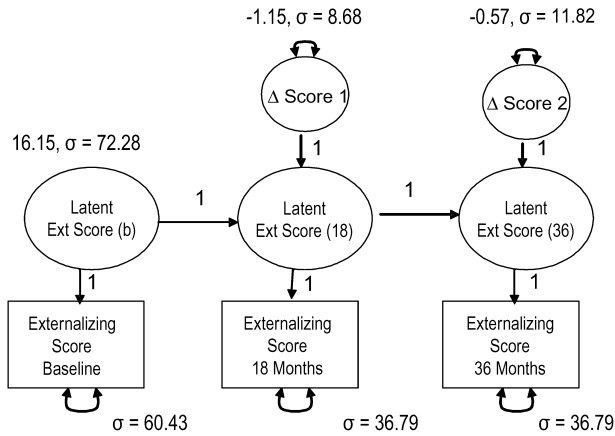 -1.15, σ = 8.68
-0.57, σ = 11.82
Δ Score 1
Δ Score 2
16.15, σ = 72.28
1
1
1
1
Latent
Ext Score (b)
Latent
Ext Score (18)
Latent
Ext Score (36)
1
1
1
Externalizing
Score
Baseline
Externalizing
Score
18 Months
Externalizing
Score
36 Months
σ = 60.43
σ = 36.79
σ = 36.79